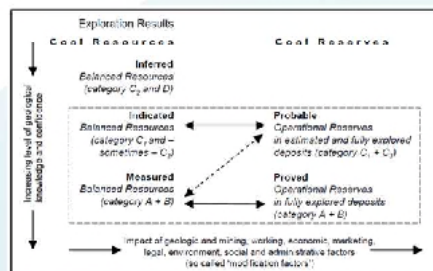 Exploration Results
Coal Resources
Coal Reserves
Increasing level of geological
knowledge and confidence
Inferred
Balanced Resources
(category C2 and D)
Indicated
Balanced Resources
(category C1 and –
sometimes – C2)
Probable
Operational Reserves
in estimated and fully explored
deposits (category C1 + C2)
Measured
Balanced Resources
(category A + B)
Proved
Operational Reserves
in fully explored deposits
(category A + B)
Impact of geologic and mining, working, economic, marketing,
legal, environment, social and administrative factors
(so called "modification factors")